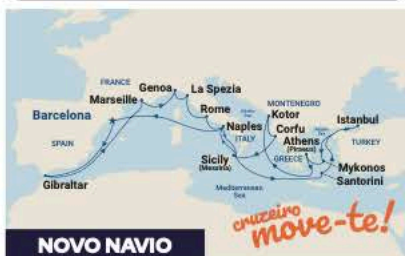 FRANCE
Genoa
La Spezia
Marseille
Rome
MONTENEGRO
Kotor
Istanbul
Barcelona
Naples
Corfu
ITALY
Athens
(Piraeus)
TURKEY
SPAIN
Sicily
(Messina)
GREECE
Mykonos
Santorini
Gibraltar
Mediterranean
Sea
cruzeiro
move-te!
NOVO NAVIO